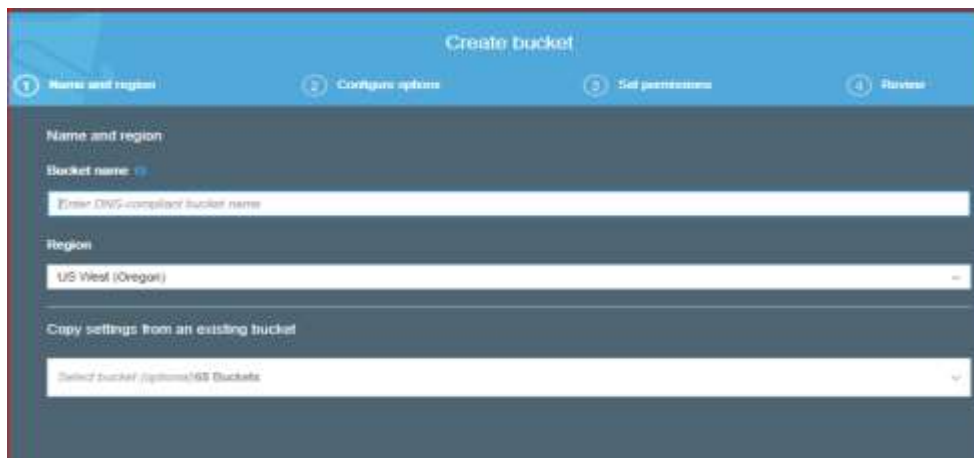 Create bucket
1 Name and region 2 Configure options 3 Set permissions 4 Review
Name and region
Bucket name
Enter DNS-compliant bucket name
Region
US West (Oregon)
Copy settings from an existing bucket
Select bucket (optional)65 Buckets